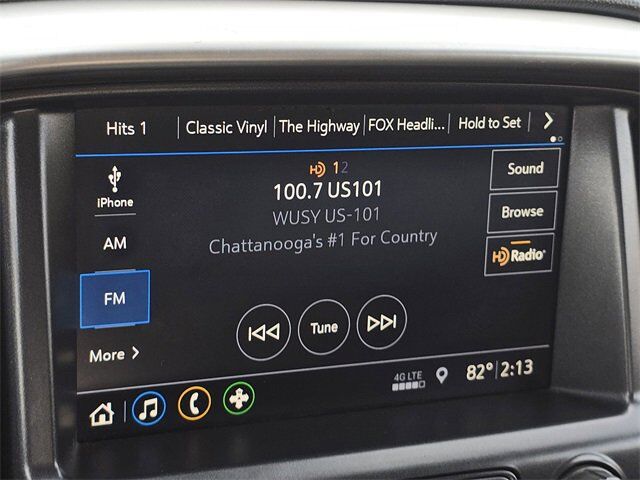 Hits 1 Classic Vinyl The Highway FOX Headli... Hold to Set
HD 12
Sound
iPhone
100.7 US101
WUSY US-101
Browse
AM
Chattanooga's #1 For Country
HD Radio
FM
Tune
More
4G LTE
82° 2:13